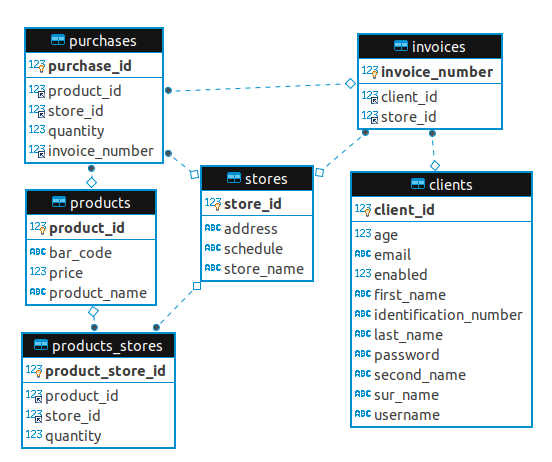 purchases
123 purchase_id
123 product_id
123 store_id
123 quantity
123 invoice_number
invoices
123 invoice_number
123 client_id
123 store_id
products
123 product_id
ABC bar_code
123 price
ABC product_name
stores
123 store_id
ABC address
ABC schedule
ABC store_name
clients
123 client_id
123 age
ABC email
123 enabled
ABC first_name
ABC identification_number
ABC last_name
ABC password
ABC second_name
ABC sur_name
ABC username
products_stores
123 product_store_id
123 product_id
123 store_id
123 quantity